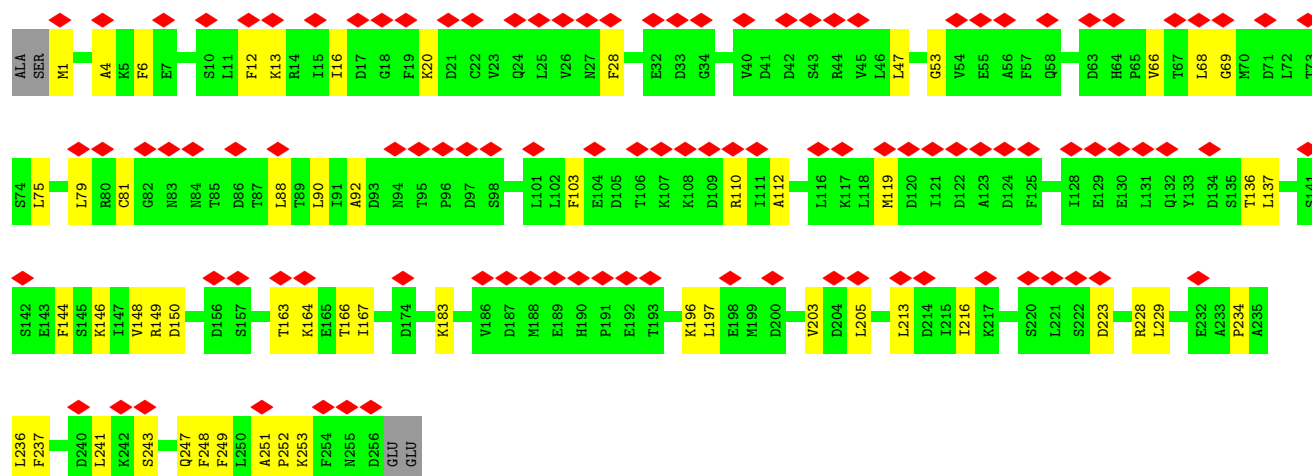 ALA SER M1 A4 K5 F6 E7 S10 L11 F12 K13 R14 I15 I16 D17 G18 F19 K20 D21 C22 V23 Q24 L25 V26 N27 F28 E32 D33 G34 V40 D41 D42 S43 R44 V45 L46 L47 G53 V54 E55 A56 F57 Q58 D63 H64 P65 V66 T67 L68 G69 M70 D71 L72 T73
S74 L75 L79 R80 C81 G82 N83 N84 T85 D86 T87 L88 T89 L90 I91 A92 D93 N94 T95 P96 D97 S98 L101 L102 F103 E104 D105 T106 K107 K108 D109 R110 I111 A112 L116 K117 L118 M119 D120 I121 D122 A123 D124 F125 I128 E129 E130 L131 Q132 Y133 D134 S135 T136 L137 S141
S142 E143 F144 S145 K146 I147 V148 R149 D150 D156 S157 T163 K164 E165 T166 I167 D174 K183 V186 D187 M188 E189 H190 P191 E192 T193 K196 L197 E198 M199 D200 V203 D204 L205 L213 D214 I215 I216 K217 S220 L221 S222 D223 R228 L229 E232 A233 P234 A235
L236 F237 D240 L241 K242 S243 Q247 F248 F249 L250 A251 P252 K253 F254 N255 D256 GLU GLU